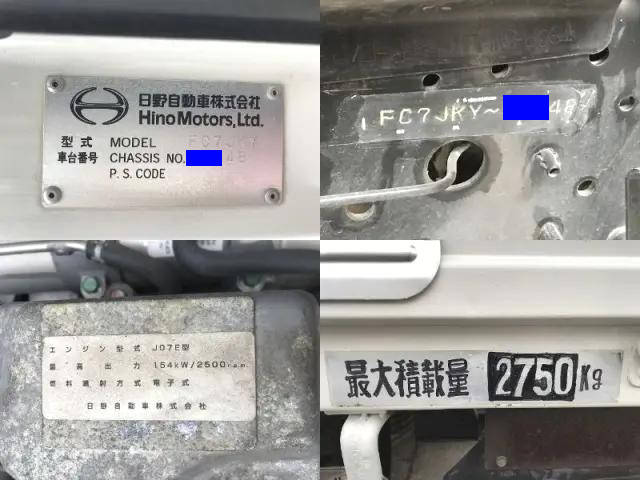 日野自動車株式会社
Hino Motors, Ltd.
型式 MODEL FC7JKY
車台番号 CHASSIS NO. 48
P.S. CODE
FC7JKY~ 48
エンジン型式 J07E型
最高出力 154kW/2500r.p.m.
燃料噴射方式 電子式
日野自動車株式会社
最大積載量 2750Kg